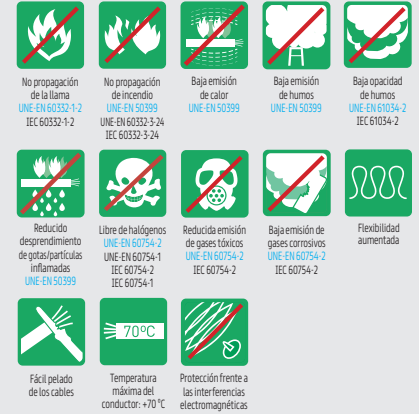 No propagación
de la llama
UNE-EN 60332-1-2
IEC 60332-1-2
No propagación
de incendio
UNE-EN 50399
UNE-EN 60332-3-24
IEC 60332-3-24
Baja emisión
de calor
UNE-EN 50399
Baja emisión
de humos
UNE-EN 50399
Baja opacidad
de humos
UNE-EN 61034-2
IEC 61034-2
Reducido
desprendimiento
de gotas/partículas
inflamadas
UNE-EN 50399
Libre de halógenos
UNE-EN 60754-2
UNE-EN 60754-1
IEC 60754-2
IEC 60754-1
Reducida emisión
de gases tóxicos
UNE-EN 60754-2
IEC 60754-2
Baja emisión de
gases corrosivos
UNE-EN 60754-2
IEC 60754-2
Flexibilidad
aumentada
Fácil pelado
de los cables
70°C
Temperatura
máxima del
conductor: +70 °C
Protección frente a
las interferencias
electromagnéticas